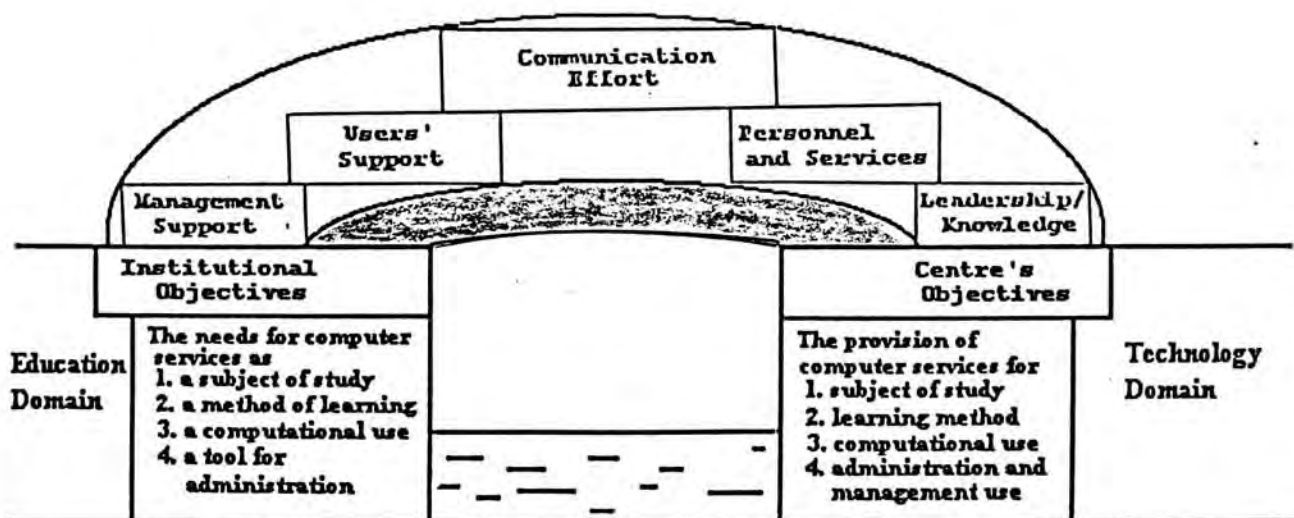 Communication
Effort
Users'
Support
Personnel
and Services
Management
Support
Leadership/
Knowledge
Institutional
Objectives
Centre's
Objectives
Education
Domain
The needs for computer
services as
1. a subject of study
2. a method of learning
3. a computational use
4. a tool for
administration
The provision of
computer services for
1. subject of study
2. learning method
3. computational use
4. administration and
management use
Technology
Domain